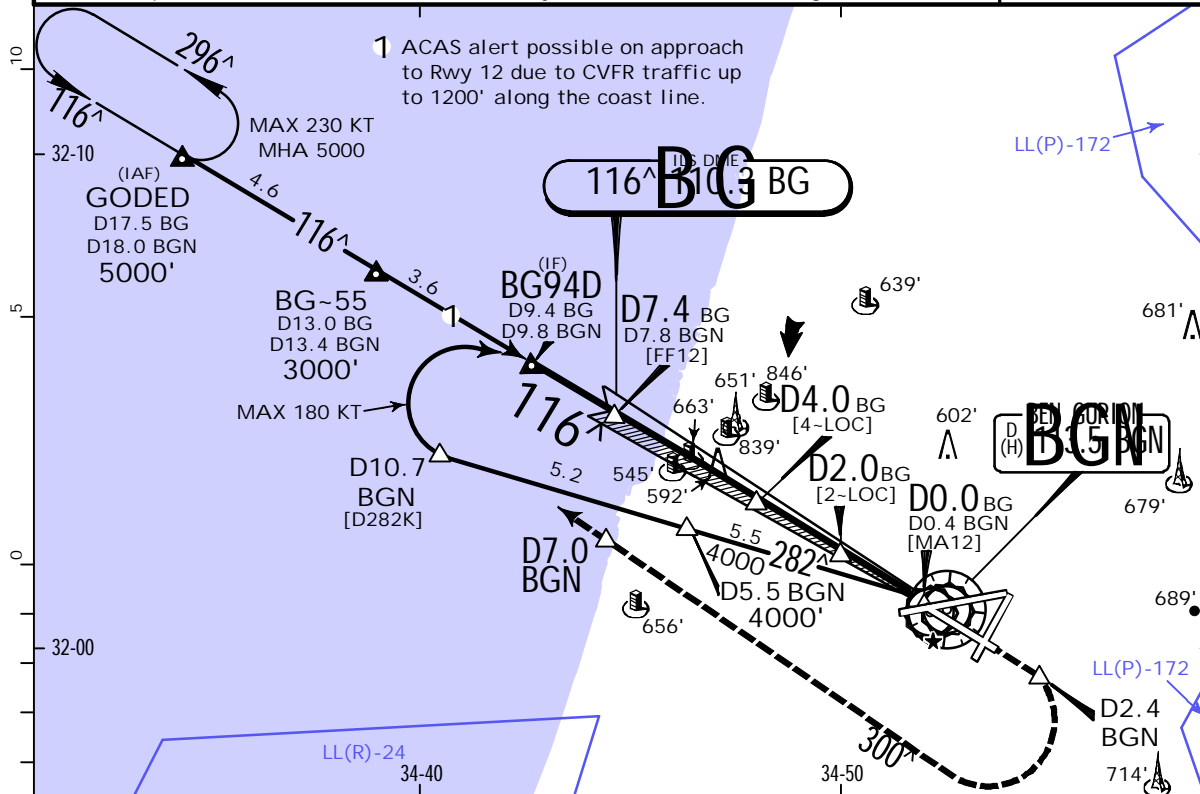 296^
116^
MAX 230 KT
MHA 5000
1 ACAS alert possible on approach
to Rwy 12 due to CVFR traffic up
to 1200' along the coast line.
ILS DME
116^ 110.3 BG
BG
LL(P)-172
10
32-10
(IAF)
GODED
D17.5 BG
D18.0 BGN
5000'
4.6
116^
3.6
1
BG~55
D13.0 BG
D13.4 BGN
3000'
(IF)
BG94D
D9.4 BG
D9.8 BGN
D7.4 BG
D7.8 BGN
[FF12]
639'
681'
5
MAX 180 KT
116^
846'
651'
663'
839'
545'
592'
D4.0 BG
[4~LOC]
D2.0 BG
[2~LOC]
602'
BEN GURION
D
(H)
113.5 BGN
BGN
679'
D10.7
BGN
[D282K]
5.2
5.5
4000
282^
D0.0 BG
D0.4 BGN
[MA12]
0
D7.0
BGN
D5.5 BGN
4000'
656'
689'
32-00
LL(P)-172
D2.4
BGN
300^
LL(R)-24
34-40
34-50
714'